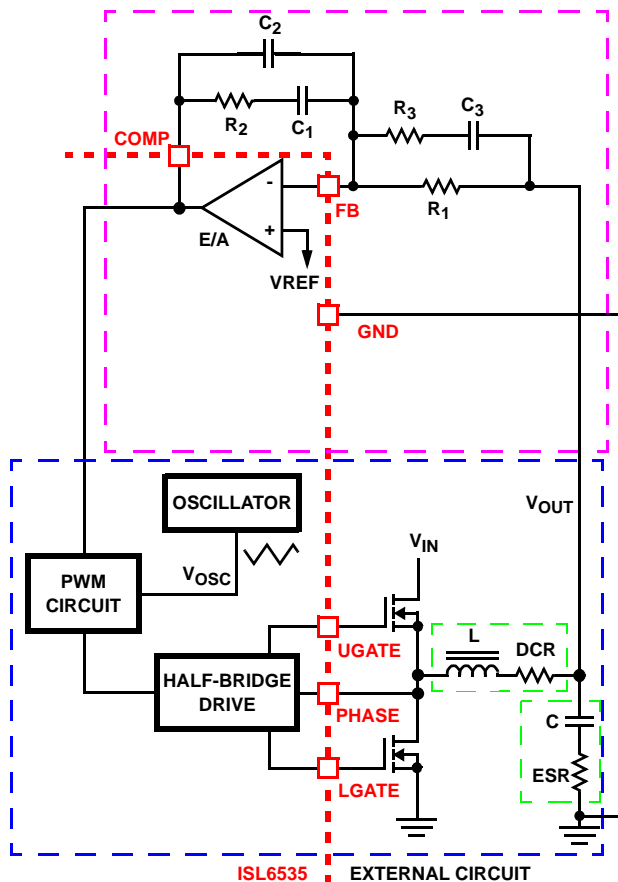 C2
R2
C1
R3
C3
COMP
-
FB
R1
+
E/A
VREF
GND
OSCILLATOR
VOUT
VIN
PWM
CIRCUIT
VOSC
L
DCR
UGATE
HALF-BRIDGE
DRIVE
PHASE
C
ESR
LGATE
ISL6535
EXTERNAL CIRCUIT